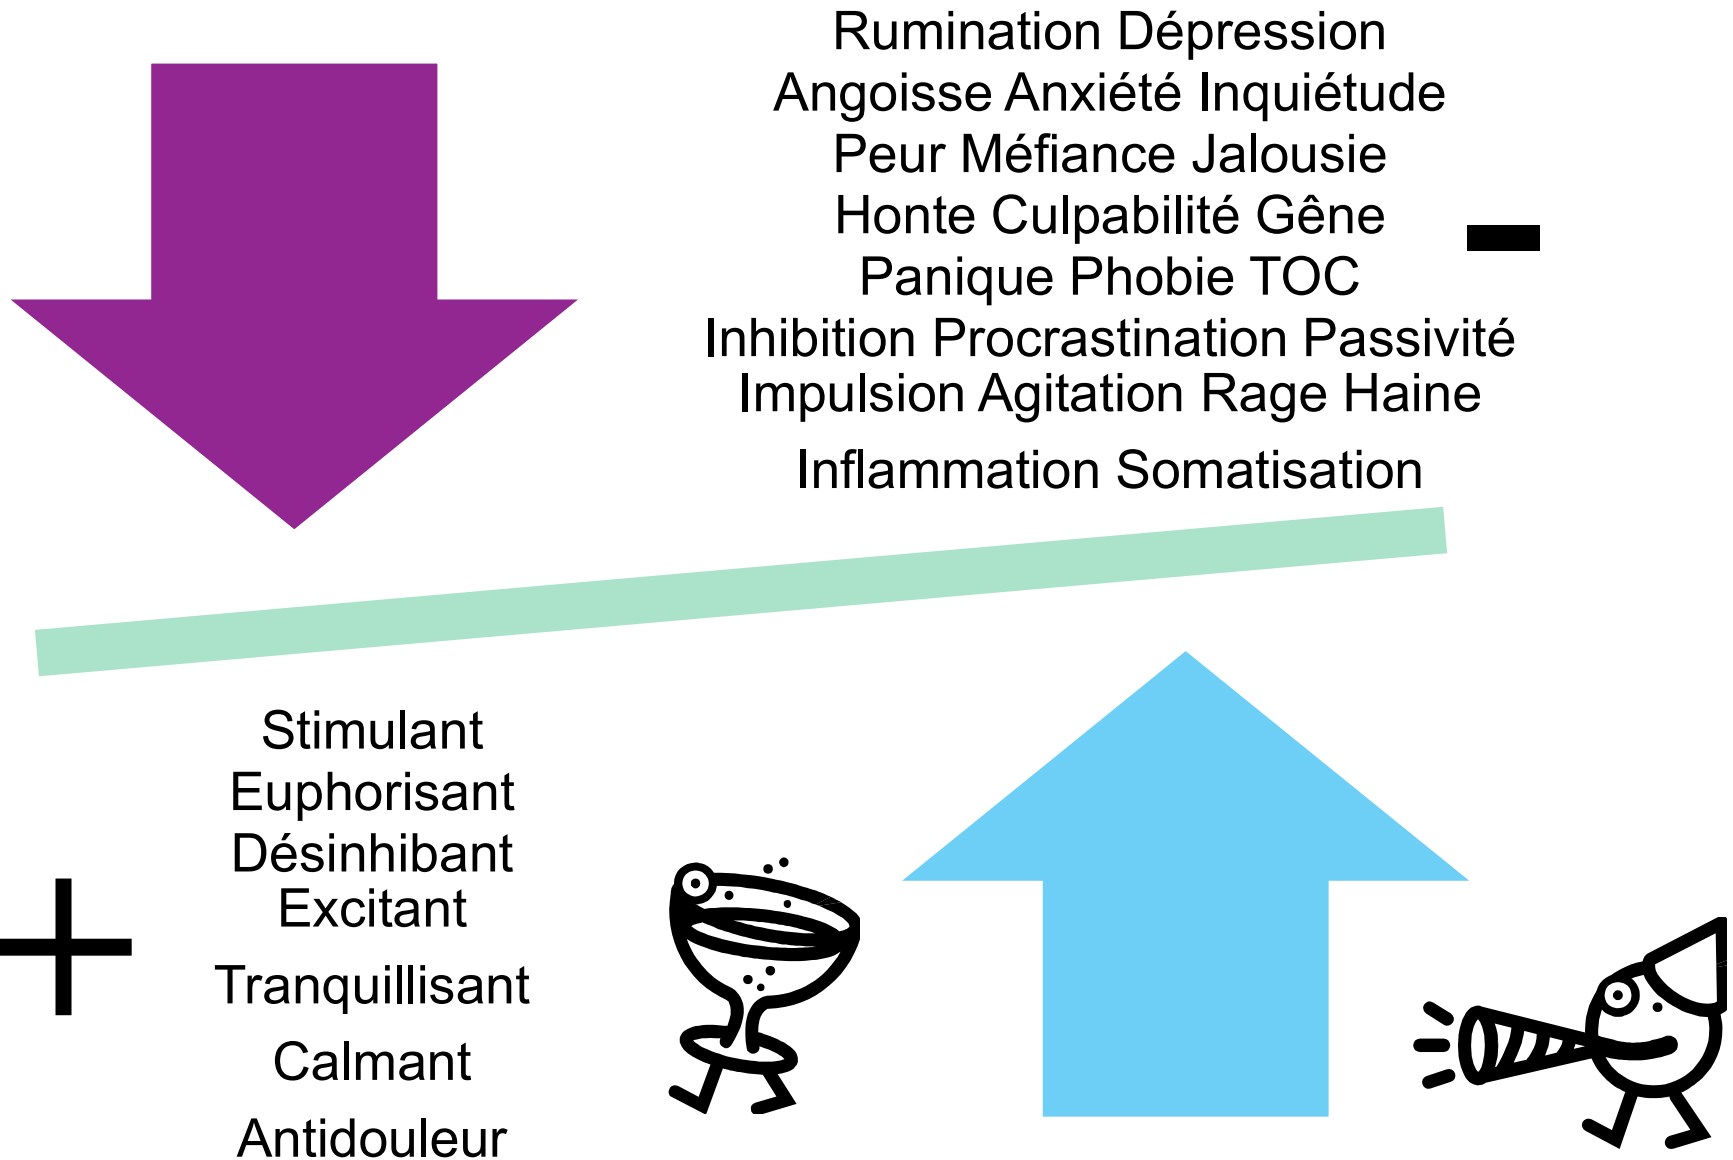 Rumination Dépression
Angoisse Anxiété Inquiétude
Peur Méfiance Jalousie
Honte Culpabilité Gêne
-
Panique Phobie TOC
Inhibition Procrastination Passivité
Impulsion Agitation Rage Haine
Inflammation Somatisation
Stimulant
Euphorisant
Désinhibant
Excitant
+
Tranquillisant
Calmant
Antidouleur